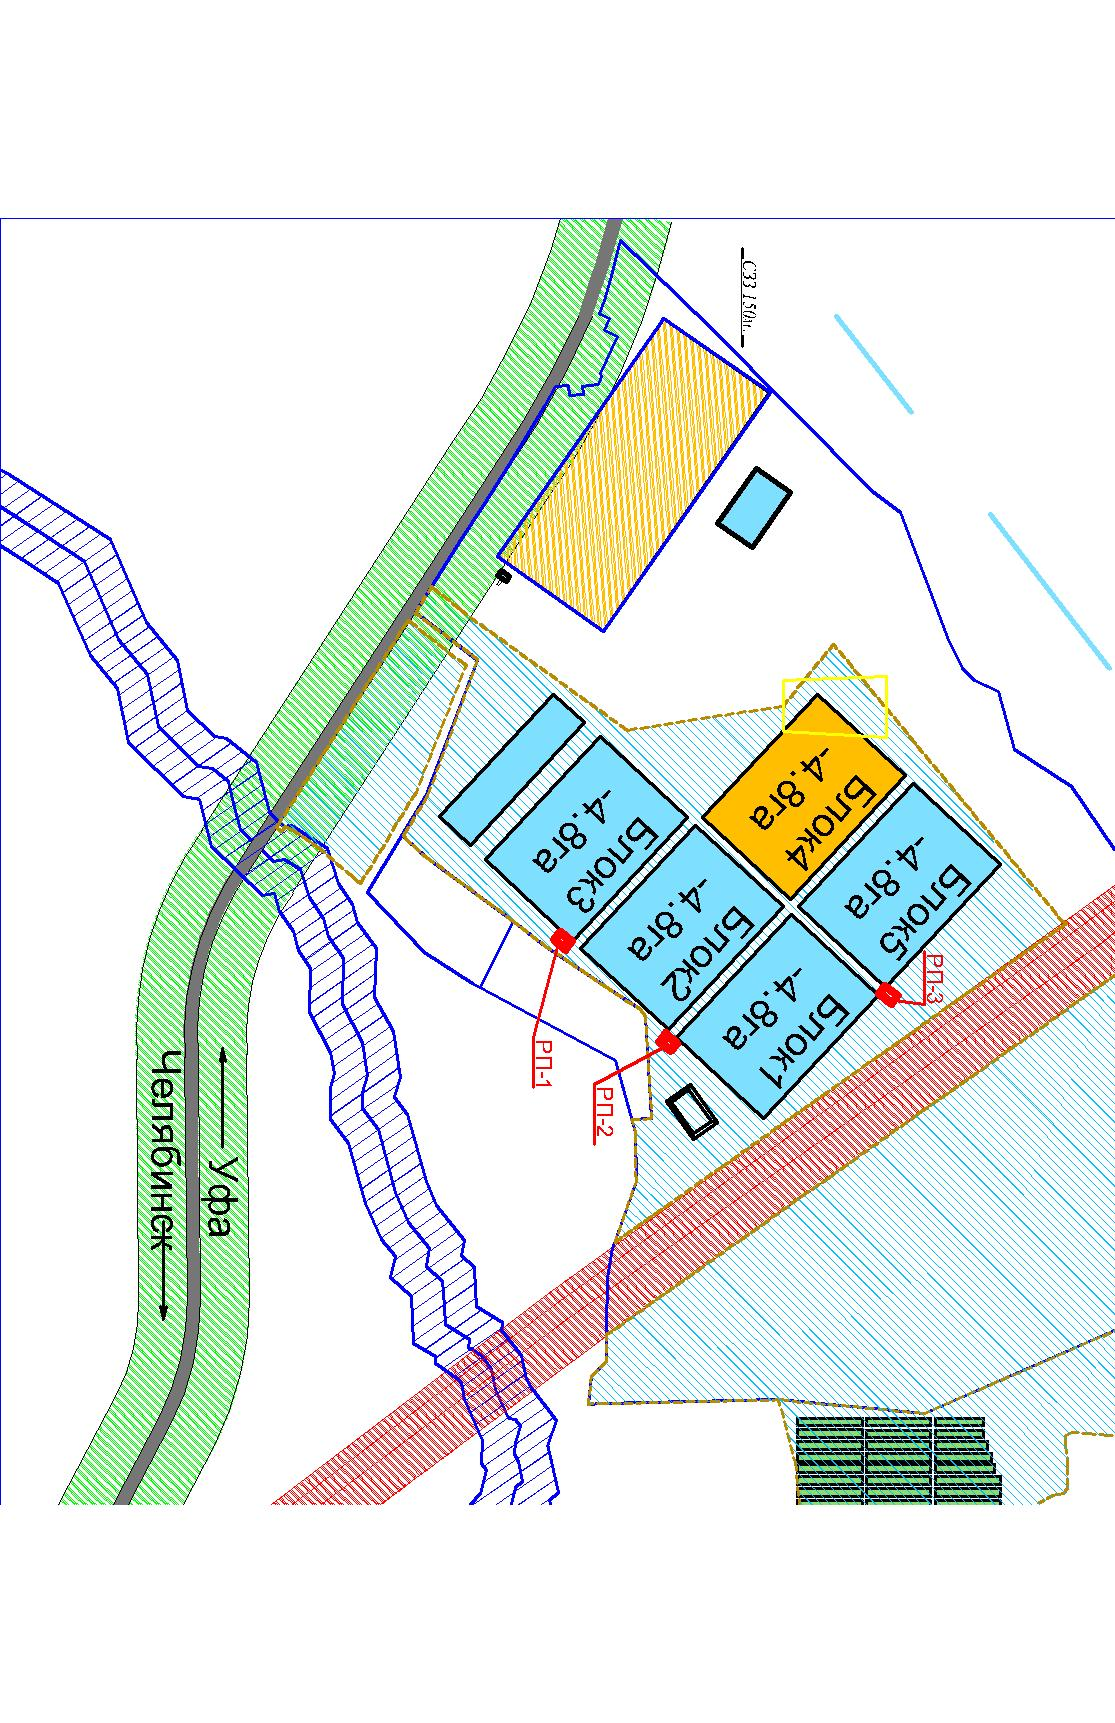 СЗЗ 150м.
Блок4
-4.8га
Блок5
-4.8га
Блок3
-4.8га
Блок2
-4.8га
Блок1
-4.8га
РП-3
РП-1
РП-2
Уфа
Челябинск